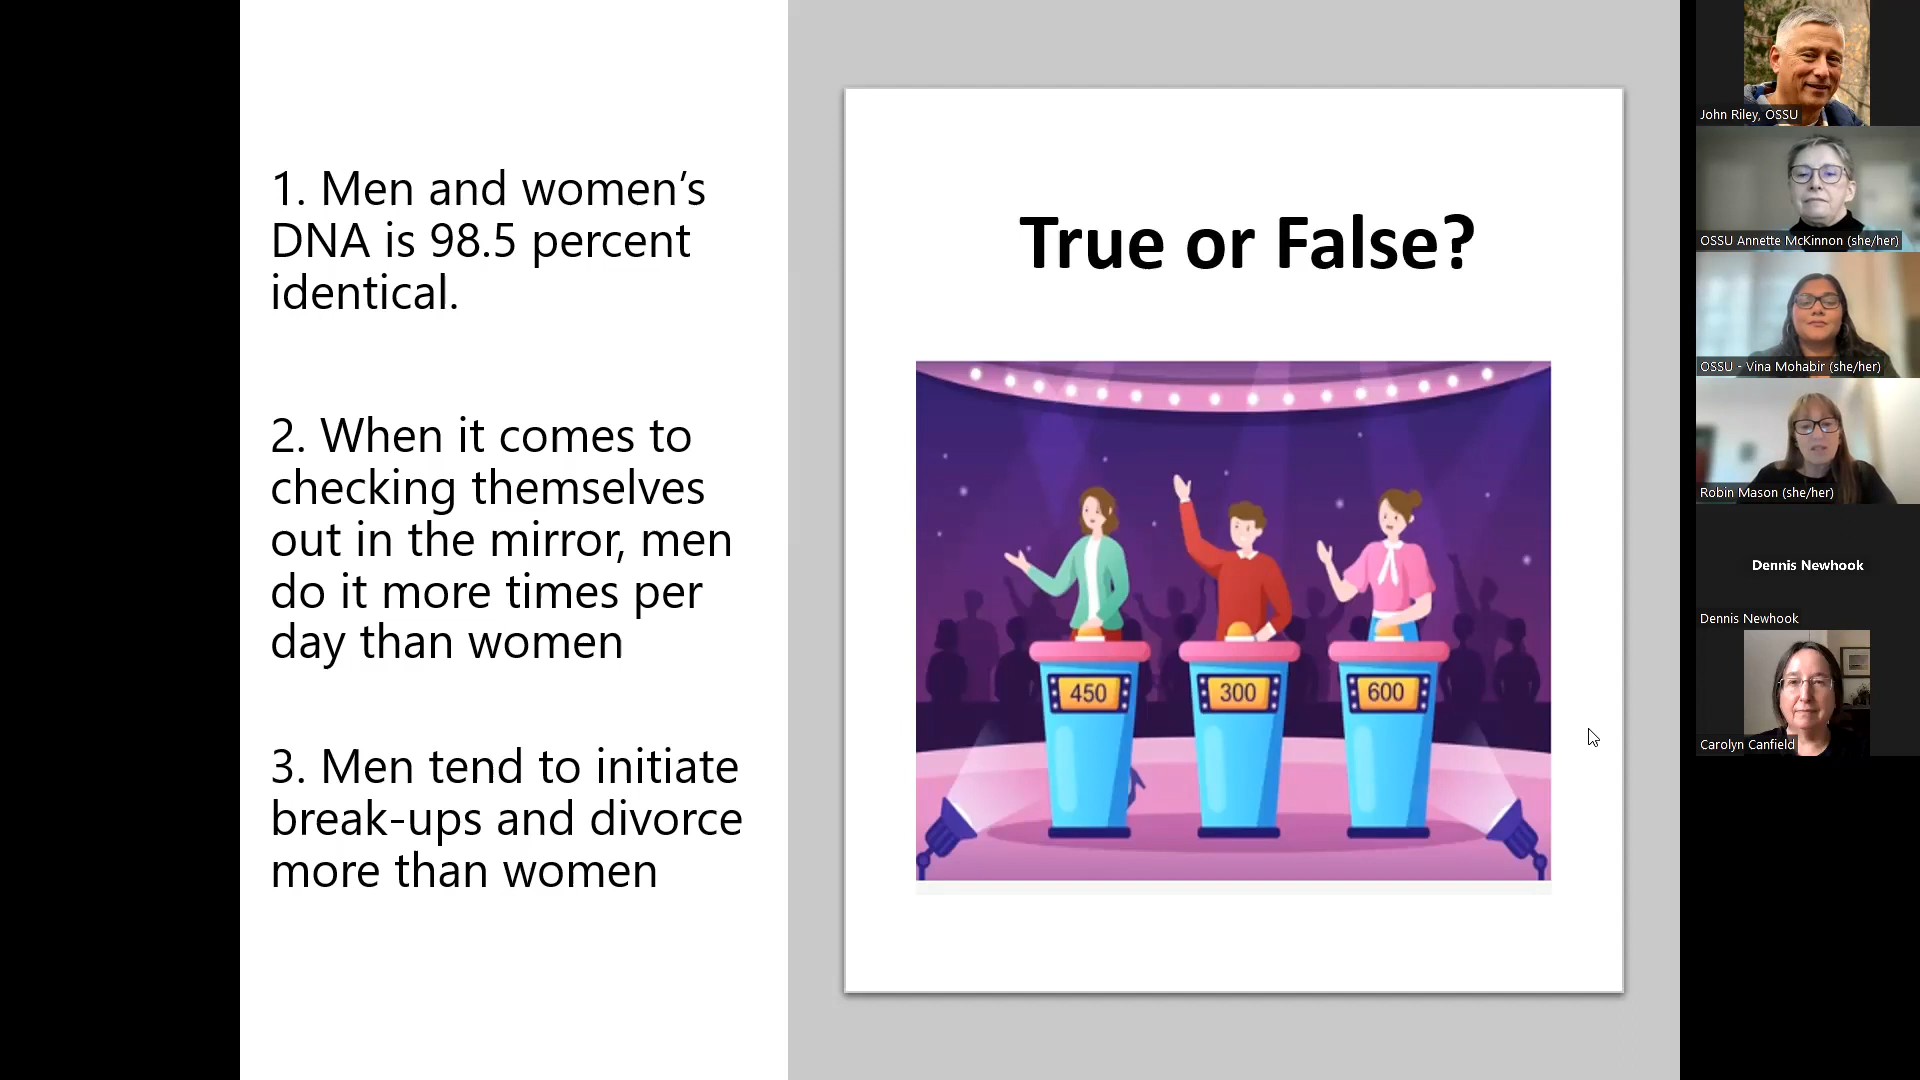 1. Men and women’s
DNA is 98.5 percent
identical.
2. When it comes to
checking themselves
out in the mirror, men
do it more times per
day than women
3. Men tend to initiate
break-ups and divorce
more than women
True or False?
450
300
600
John Riley, OSSU
OSSU Annette McKinnon (she/her)
OSSU - Vina Mohabir (she/her)
Robin Mason (she/her)
Dennis Newhook
Dennis Newhook
Carolyn Canfield